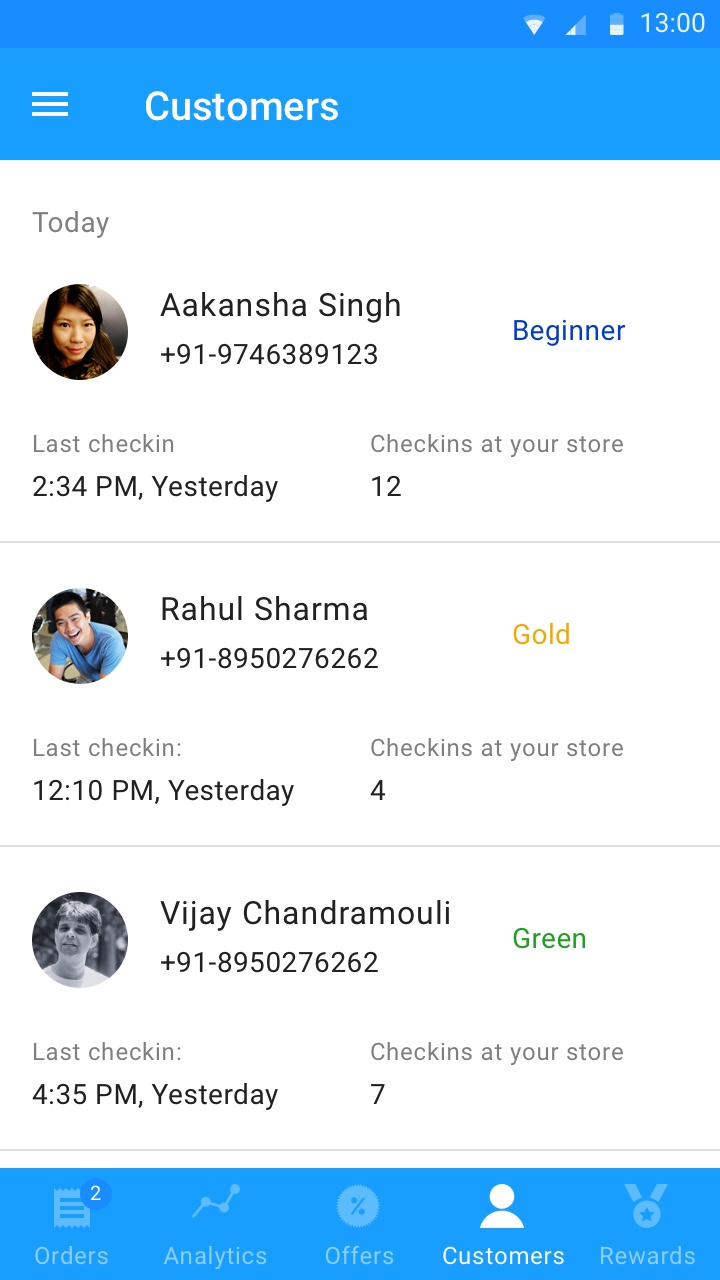 13:00
Customers
Today
Aakansha Singh
+91-9746389123
Beginner
Last checkin
Checkins at your store
2:34 PM, Yesterday
12
Rahul Sharma
+91-8950276262
Gold
Last checkin:
Checkins at your store
12:10 PM, Yesterday
4
Vijay Chandramouli
+91-8950276262
Green
Last checkin:
Checkins at your store
4:35 PM, Yesterday
7
2
%
Orders
Analytics
Offers
Customers
Rewards